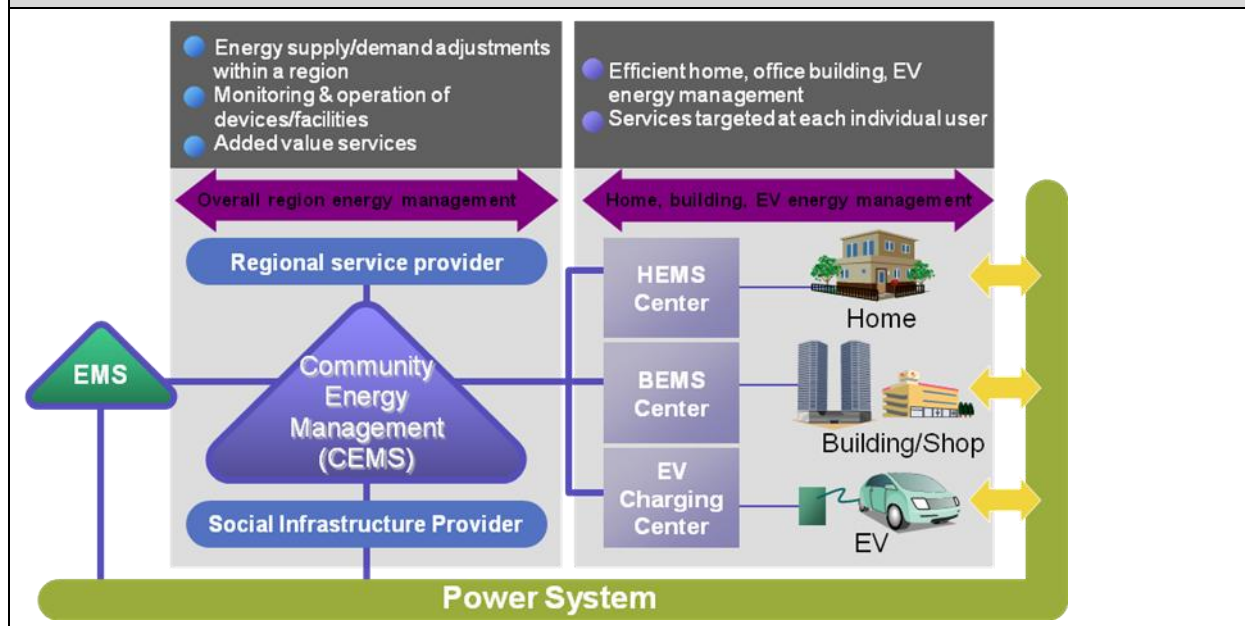 Energy supply/demand adjustments
within a region
Monitoring & operation of
devices/facilities
Added value services
Efficient home, office building, EV
energy management
Services targeted at each individual user
Overall region energy management
Home, building, EV energy management
Regional service provider
HEMS
Center
Home
EMS
Community
Energy
Management
(CEMS)
BEMS
Center
Building/Shop
Social Infrastructure Provider
EV
Charging
Center
EV
Power System